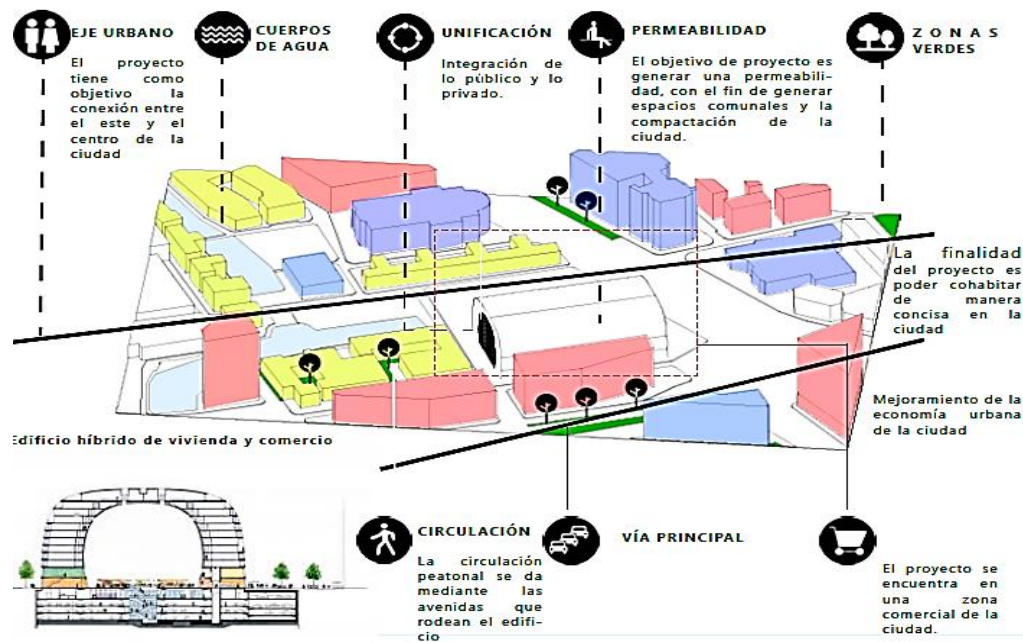 EJE URBANO
El proyecto
tiene como
objetivo la
conexión entre
el este y el
centro de la
ciudad
CUERPOS
DE AGUA
UNIFICACIÓN
Integración de
lo público y lo
privado.
PERMEABILIDAD
El objetivo de proyecto es
generar una permeabili-
dad, con el fin de generar
espacios comunales y la
compactación de la
ciudad.
ZONAS
VERDES
La finalidad
del proyecto es
poder cohabitar
de manera
concisa en la
ciudad
Mejoramiento de la
economía urbana
de la ciudad
Edificio híbrido de vivienda y comercio
CIRCULACIÓN
La circulación
peatonal se da
mediante las
avenidas que
rodean el edifi-
cio
VÍA PRINCIPAL
El proyecto se
encuentra en
una zona
comercial de la
ciudad.